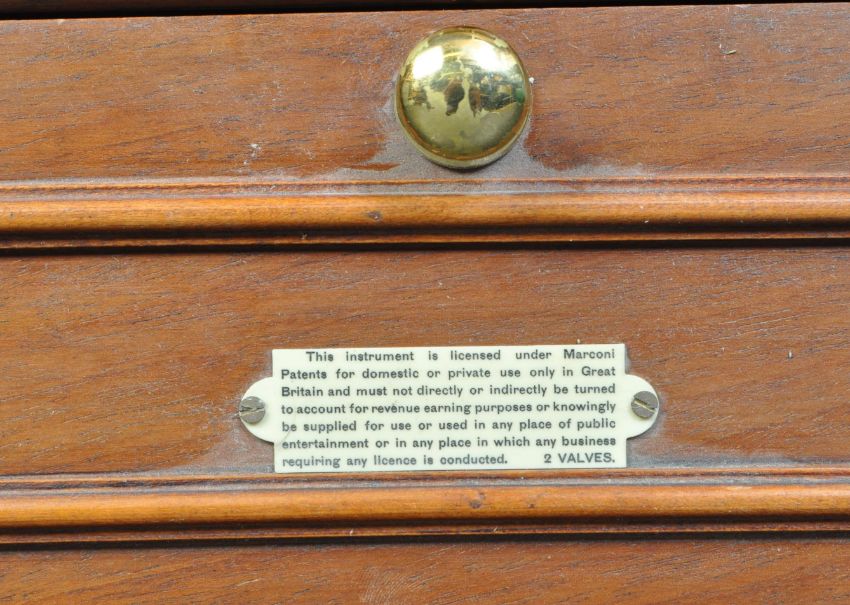 This instrument is licensed under Marconi
Patents for domestic or private use only in Great
Britain and must not directly or indirectly be turned
to account for revenue earning purposes or knowingly
be supplied for use or used in any place of public
entertainment or in any place in which any business
requiring any licence is conducted. 2 VALVES.